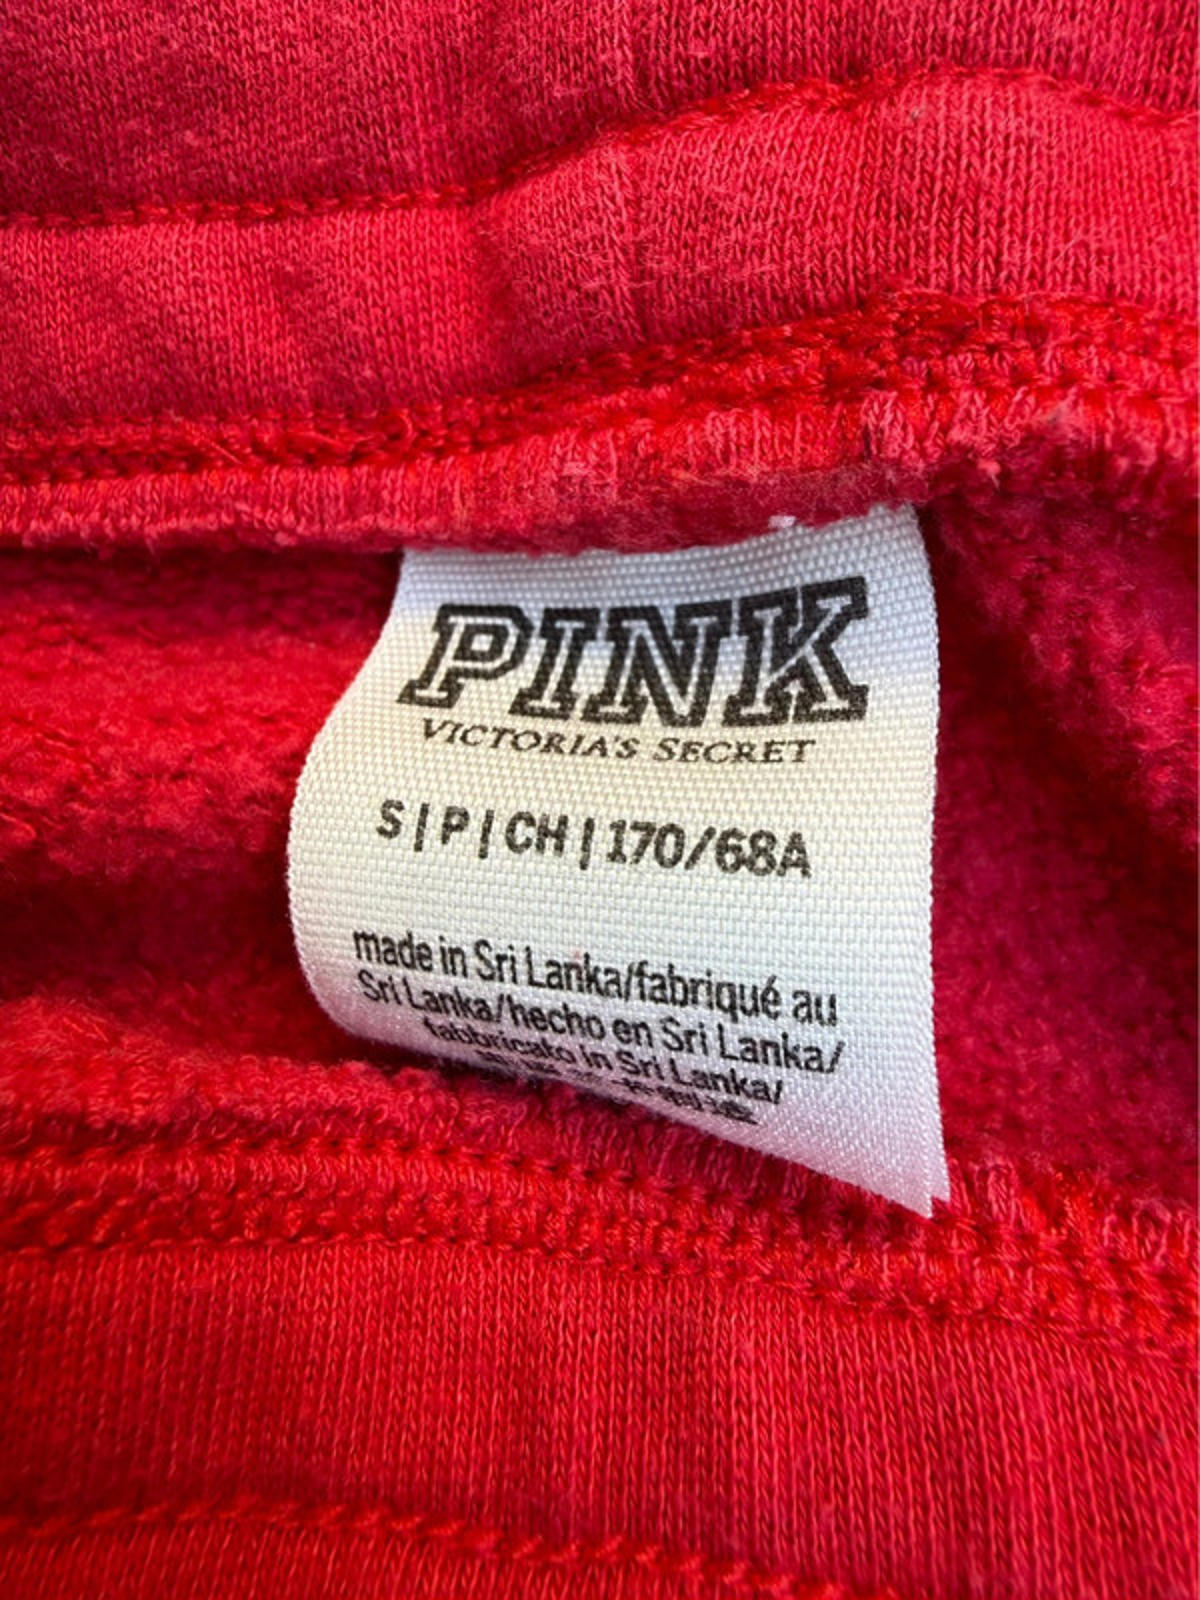 PINK
VICTORIA'S SECRET
S | P | CH | 170/68A
made in Sri Lanka/fabriqué au
Sri Lanka/hecho en Sri Lanka/
fabbricato in Sri Lanka/